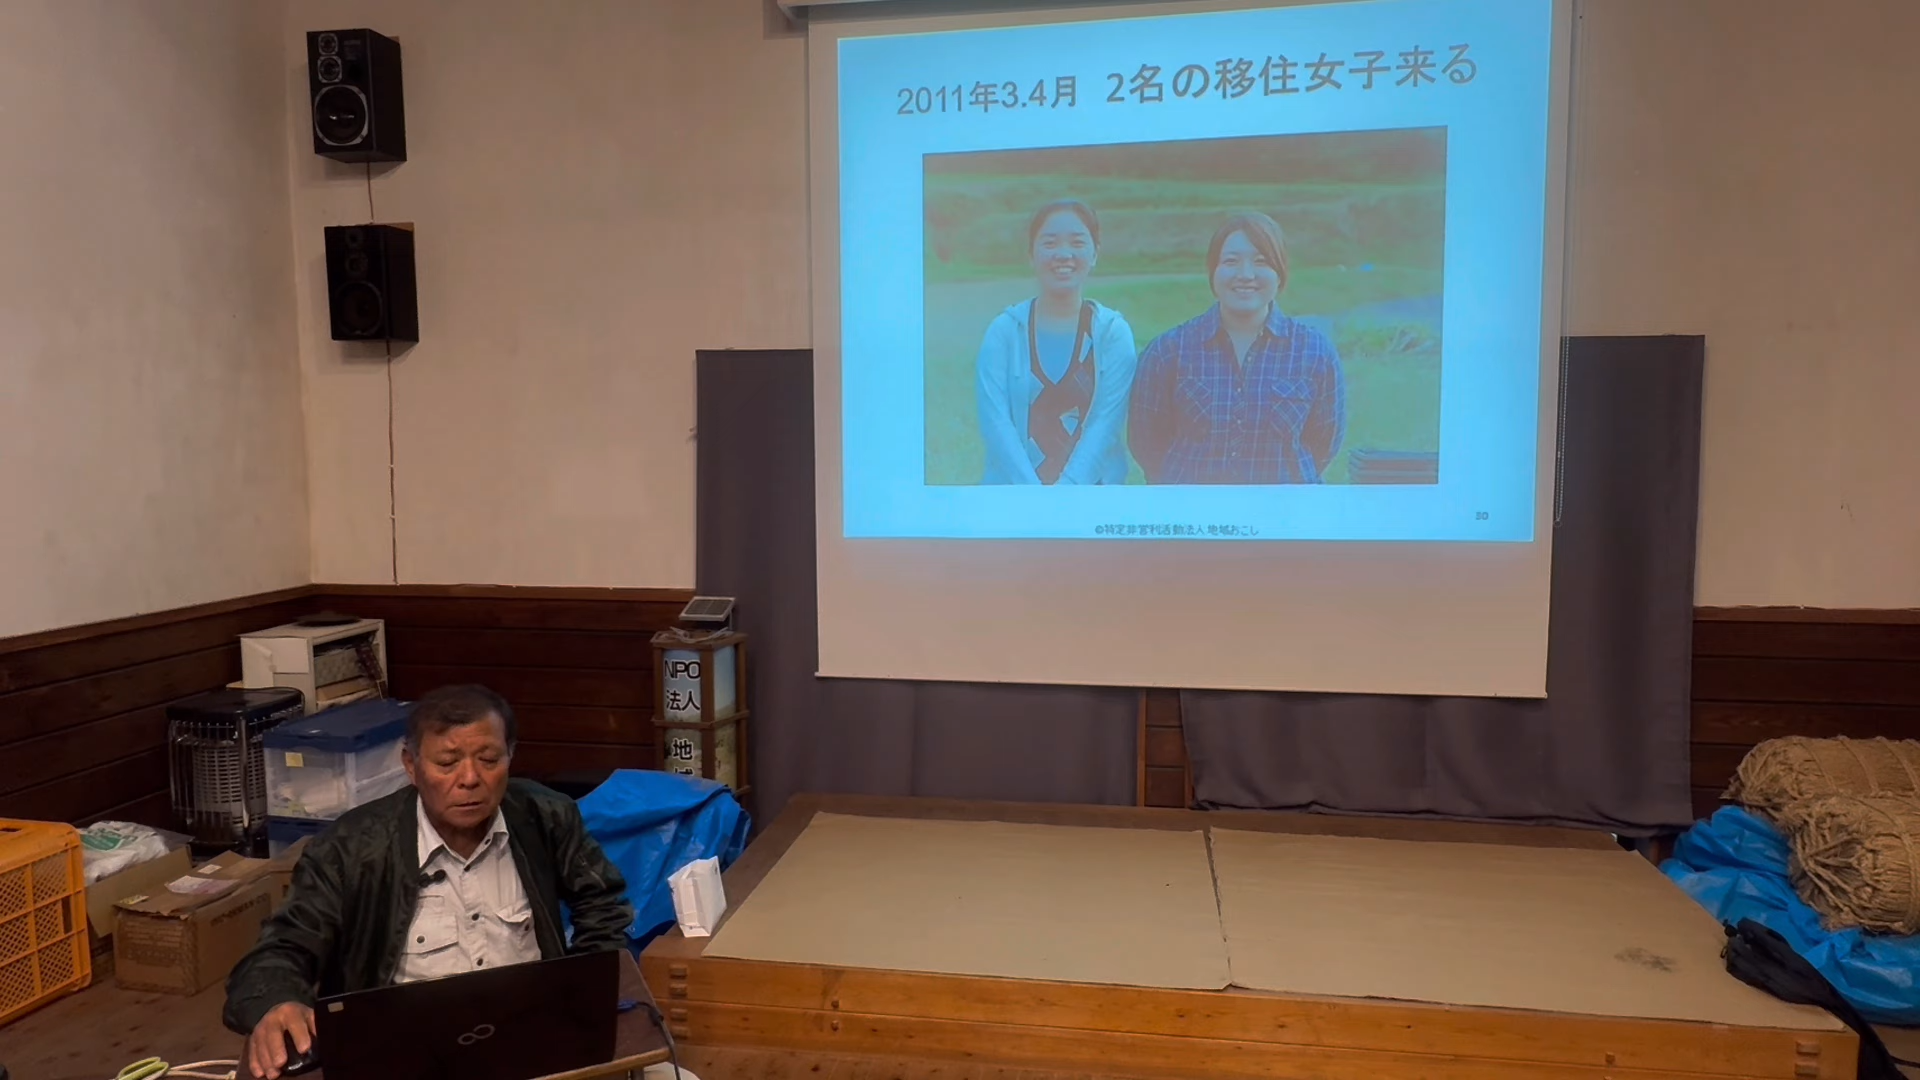 2011年3.4月 2名の移住女子来る
©特定非営利活動法人地域おこし
30
NPO
法人
地
域